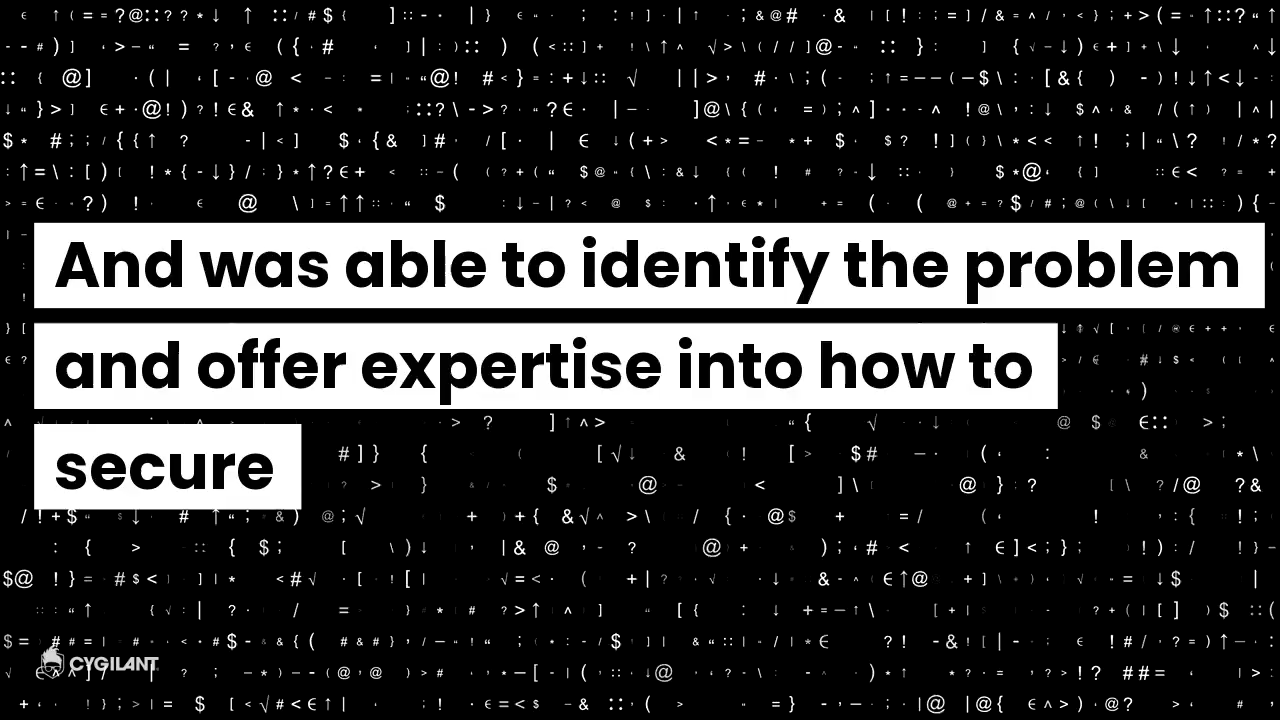 And was able to identify the problem
and offer expertise into how to
secure
CYGILANT